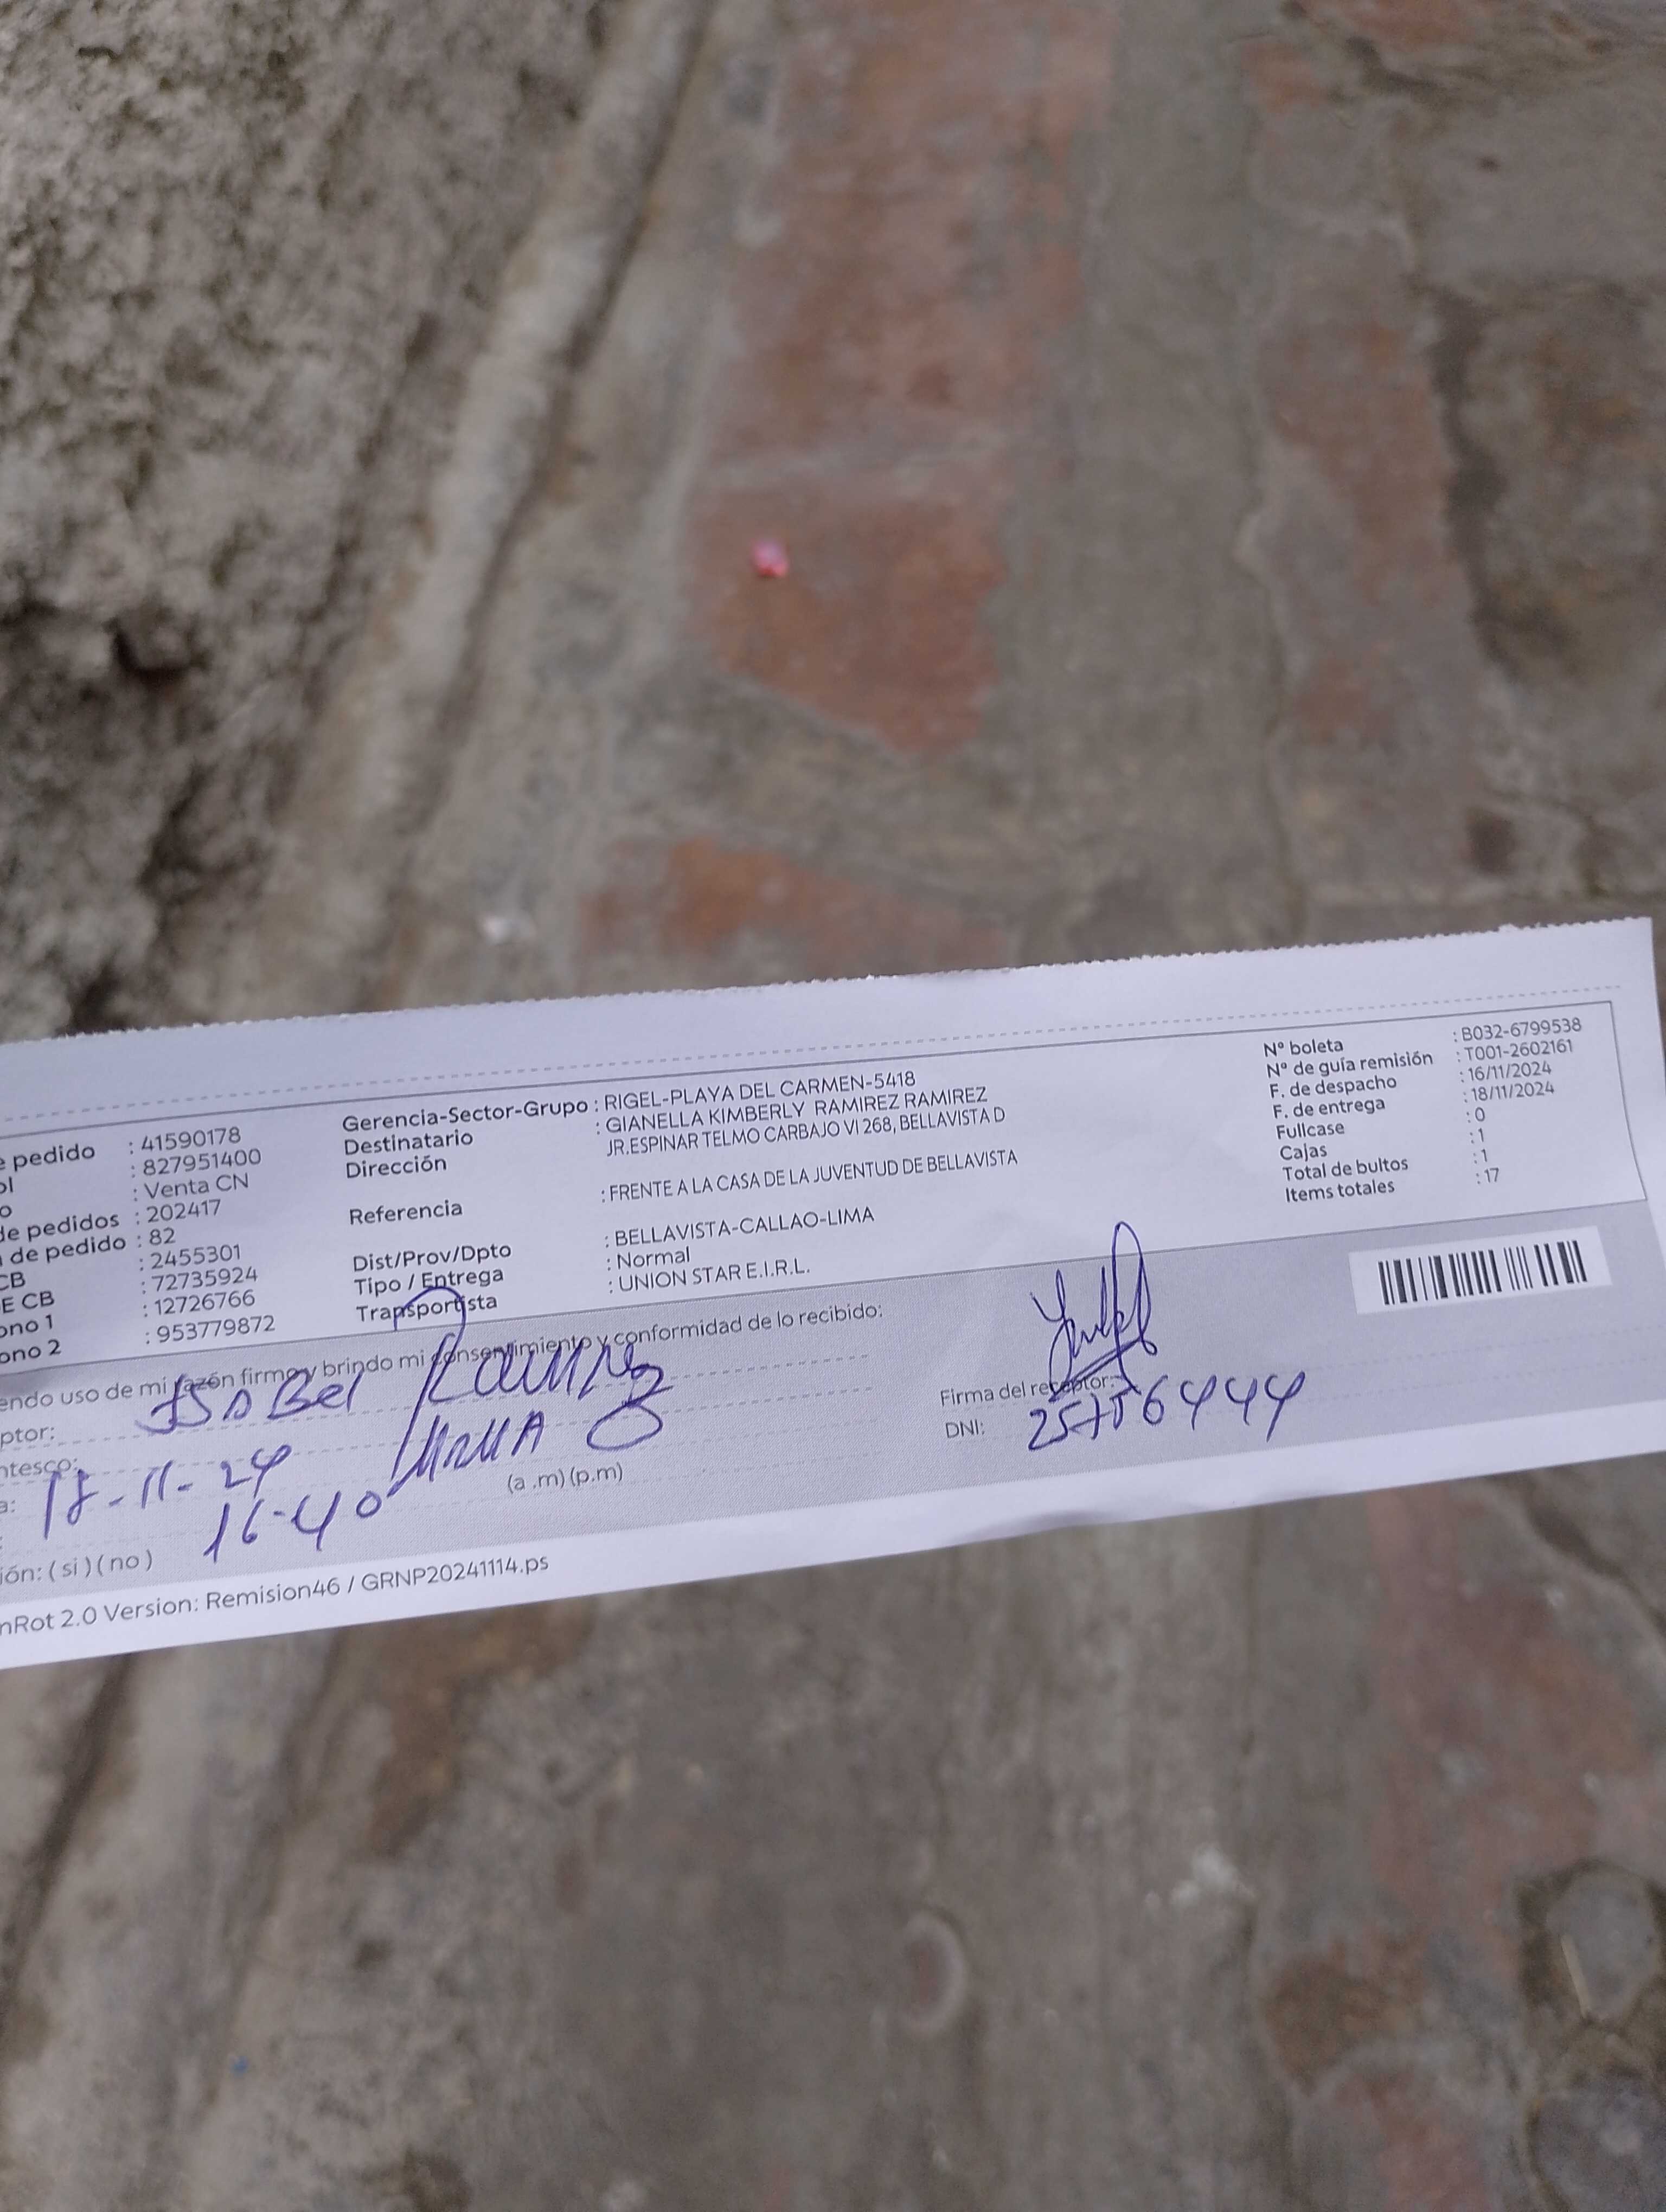 e pedido : 41590178
ol : 827951400
o : Venta CN
de pedidos : 202417
n de pedido : 82
CB : 2455301
E CB : 72735924
ono 1 : 12726766
ono 2 : 953779872
Gerencia-Sector-Grupo : RIGEL-PLAYA DEL CARMEN-5418
Destinatario : GIANELLA KIMBERLY RAMIREZ RAMIREZ
Dirección JR.ESPINAR TELMO CARBAJO VI 268, BELLAVISTA D
Referencia : FRENTE A LA CASA DE LA JUVENTUD DE BELLAVISTA
Dist/Prov/Dpto : BELLAVISTA-CALLAO-LIMA
Tipo / Entrega : Normal
Transportista : UNION STAR E.I.R.L.
N° boleta : B032-6799538
N° de guía remisión : T001-2602161
F. de despacho : 16/11/2024
F. de entrega : 18/11/2024
Fullcase : 0
Cajas : 1
Total de bultos : 1
Items totales : 17
endo uso de mi razón firmo y brindo mi consentimiento y conformidad de lo recibido:
ptor: Isabel Ramirez
ntesco:
a: 18-11-24
: 16-40 (a .m) (p.m)
ión: ( si ) ( no )
Firma del receptor:
DNI: 25756444
nRot 2.0 Version: Remision46 / GRNP20241114.ps